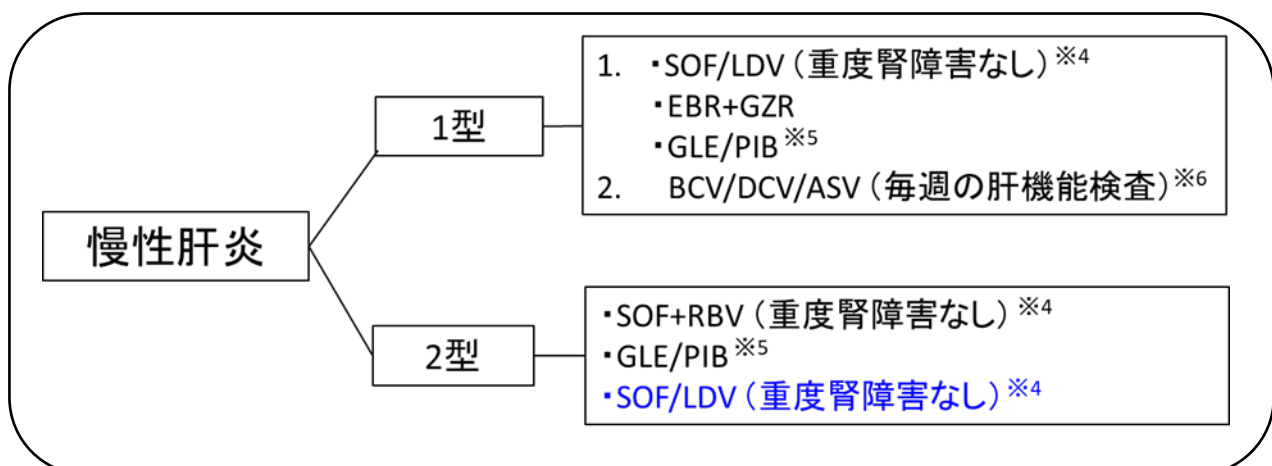 慢性肝炎
1型
1. ・SOF/LDV（重度腎障害なし）※4
・EBR+GZR
・GLE/PIB※5
2. BCV/DCV/ASV（毎週の肝機能検査）※6
2型
・SOF+RBV（重度腎障害なし）※4
・GLE/PIB※5
・SOF/LDV（重度腎障害なし）※4